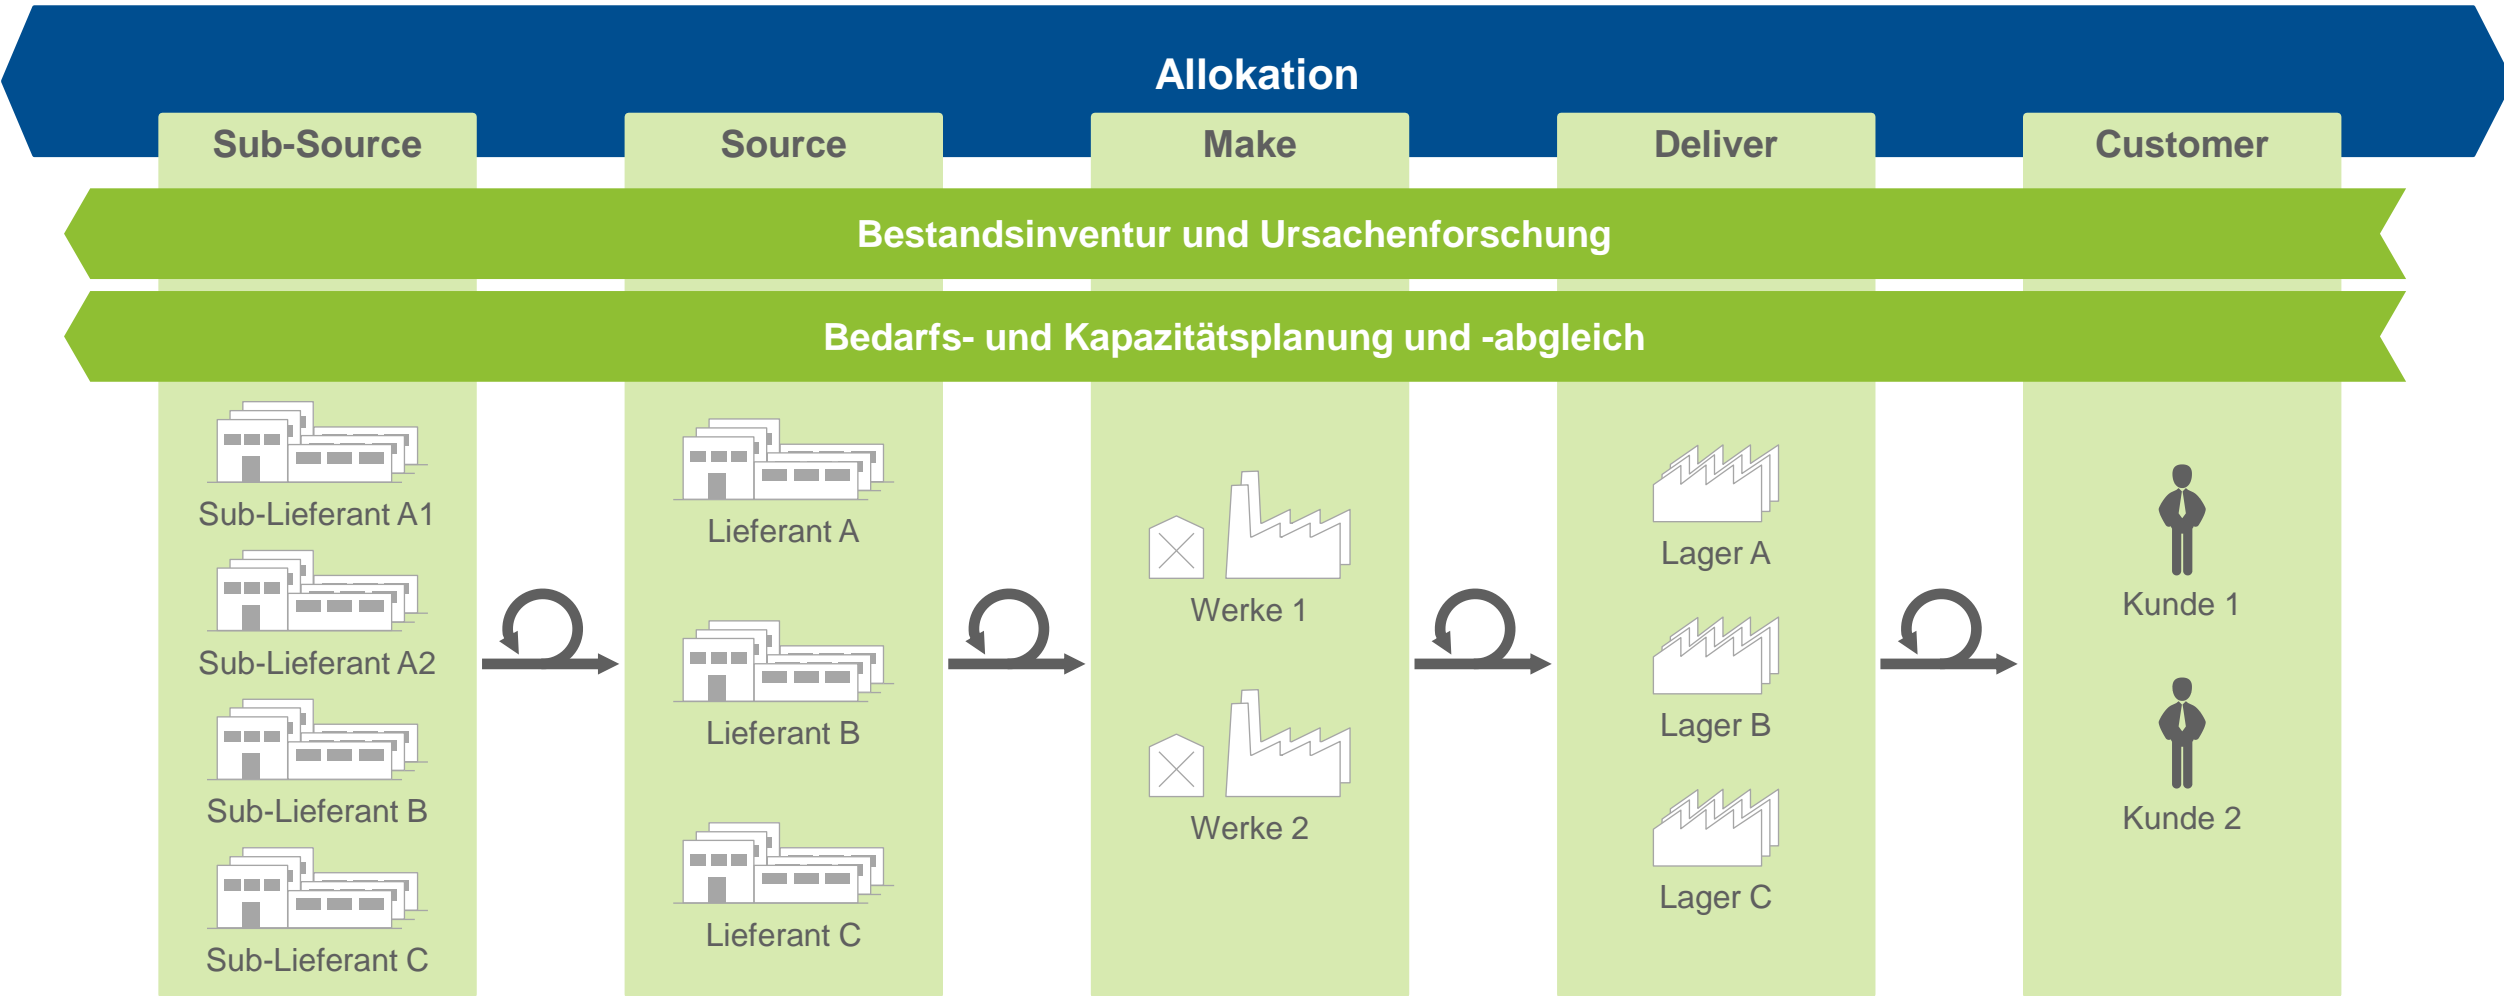 Allokation
Sub-Source
Source
Make
Deliver
Customer
Bestandsinventur und Ursachenforschung
Bedarfs- und Kapazitätsplanung und -abgleich
Sub-Lieferant A1
Sub-Lieferant A2
Sub-Lieferant B
Sub-Lieferant C
Lieferant A
Lieferant B
Lieferant C
Werke 1
Werke 2
Lager A
Lager B
Lager C
Kunde 1
Kunde 2